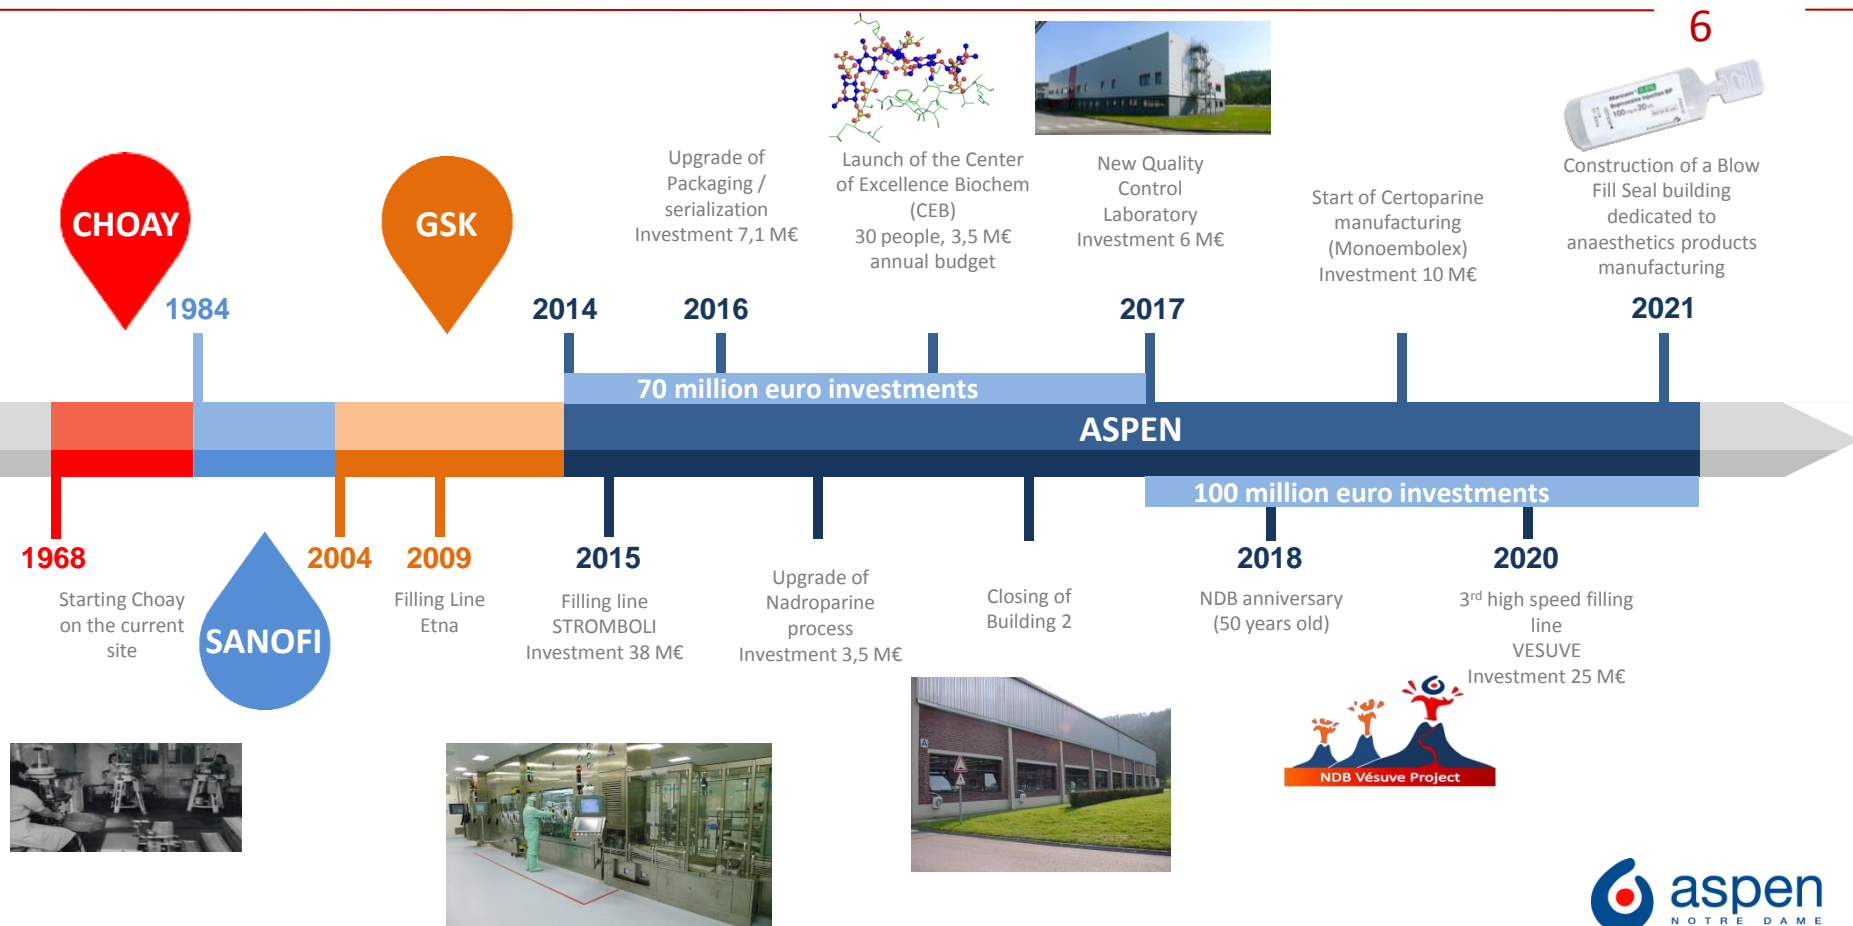 6
CHOAY
GSK
Upgrade of
Packaging /
serialization
Investment 7,1 M€
Launch of the Center
of Excellence Biochem
(CEB)
30 people, 3,5 M€
annual budget
New Quality
Control
Laboratory
Investment 6 M€
Start of Certoparine
manufacturing
(Monoembolex)
Investment 10 M€
100 mg in 20 mL
Construction of a Blow
Fill Seal building
dedicated to
anaesthetics products
manufacturing
1984
2014
2016
2017
2021
70 million euro investments
ASPEN
100 million euro investments
1968
Starting Choay
on the current
site
SANOFI
2004
2009
Filling Line
Etna
2015
Filling line
STROMBOLI
Investment 38 M€
Upgrade of
Nadroparine
process
Investment 3,5 M€
Closing of
Building 2
2018
NDB anniversary
(50 years old)
2020
3rd high speed filling
line
VESUVE
Investment 25 M€
A
NDB Vésuve Project
aspen
NOTRE DAME